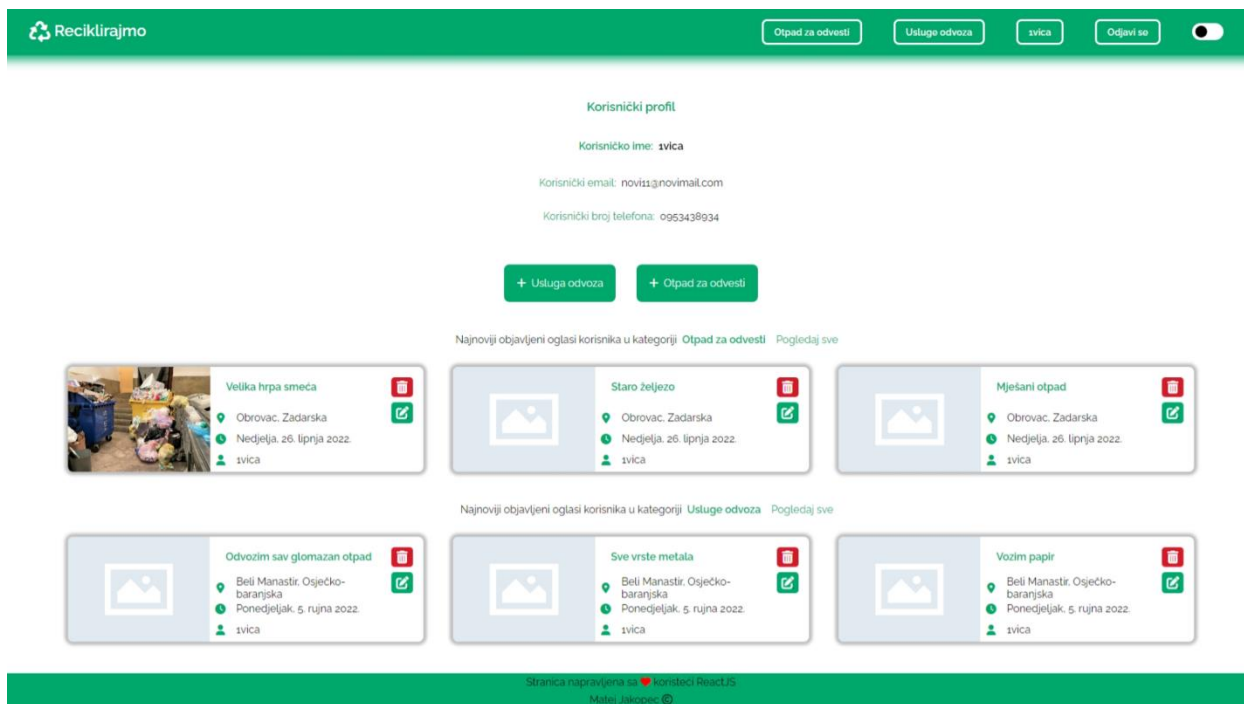 Reciklirajmo
Otpad za odvesti
Usluge odvoza
1vica
Odjavi se
Korisnički profil
Korisničko ime: 1vica
Korisnički email: novi11@novimail.com
Korisnički broj telefona: 0953438934
+ Usluga odvoza
+ Otpad za odvesti
Najnoviji objavljeni oglasi korisnika u kategoriji Otpad za odvesti Pogledaj sve
Velika hrpa smeća
Obrovac, Zadarska
Nedjelja, 26. lipnja 2022.
1vica
Staro željezo
Obrovac, Zadarska
Nedjelja, 26. lipnja 2022.
1vica
Mješani otpad
Obrovac, Zadarska
Nedjelja, 26. lipnja 2022.
1vica
Najnoviji objavljeni oglasi korisnika u kategoriji Usluge odvoza Pogledaj sve
Odvozim sav glomazan otpad
Beli Manastir, Osječko-
baranjska
Ponedjeljak, 5. rujna 2022.
1vica
Sve vrste metala
Beli Manastir, Osječko-
baranjska
Ponedjeljak, 5. rujna 2022.
1vica
Vozim papir
Beli Manastir, Osječko-
baranjska
Ponedjeljak, 5. rujna 2022.
1vica
Stranica napravljena sa ❤ koristeći ReactJS
Matej Jakopec ©